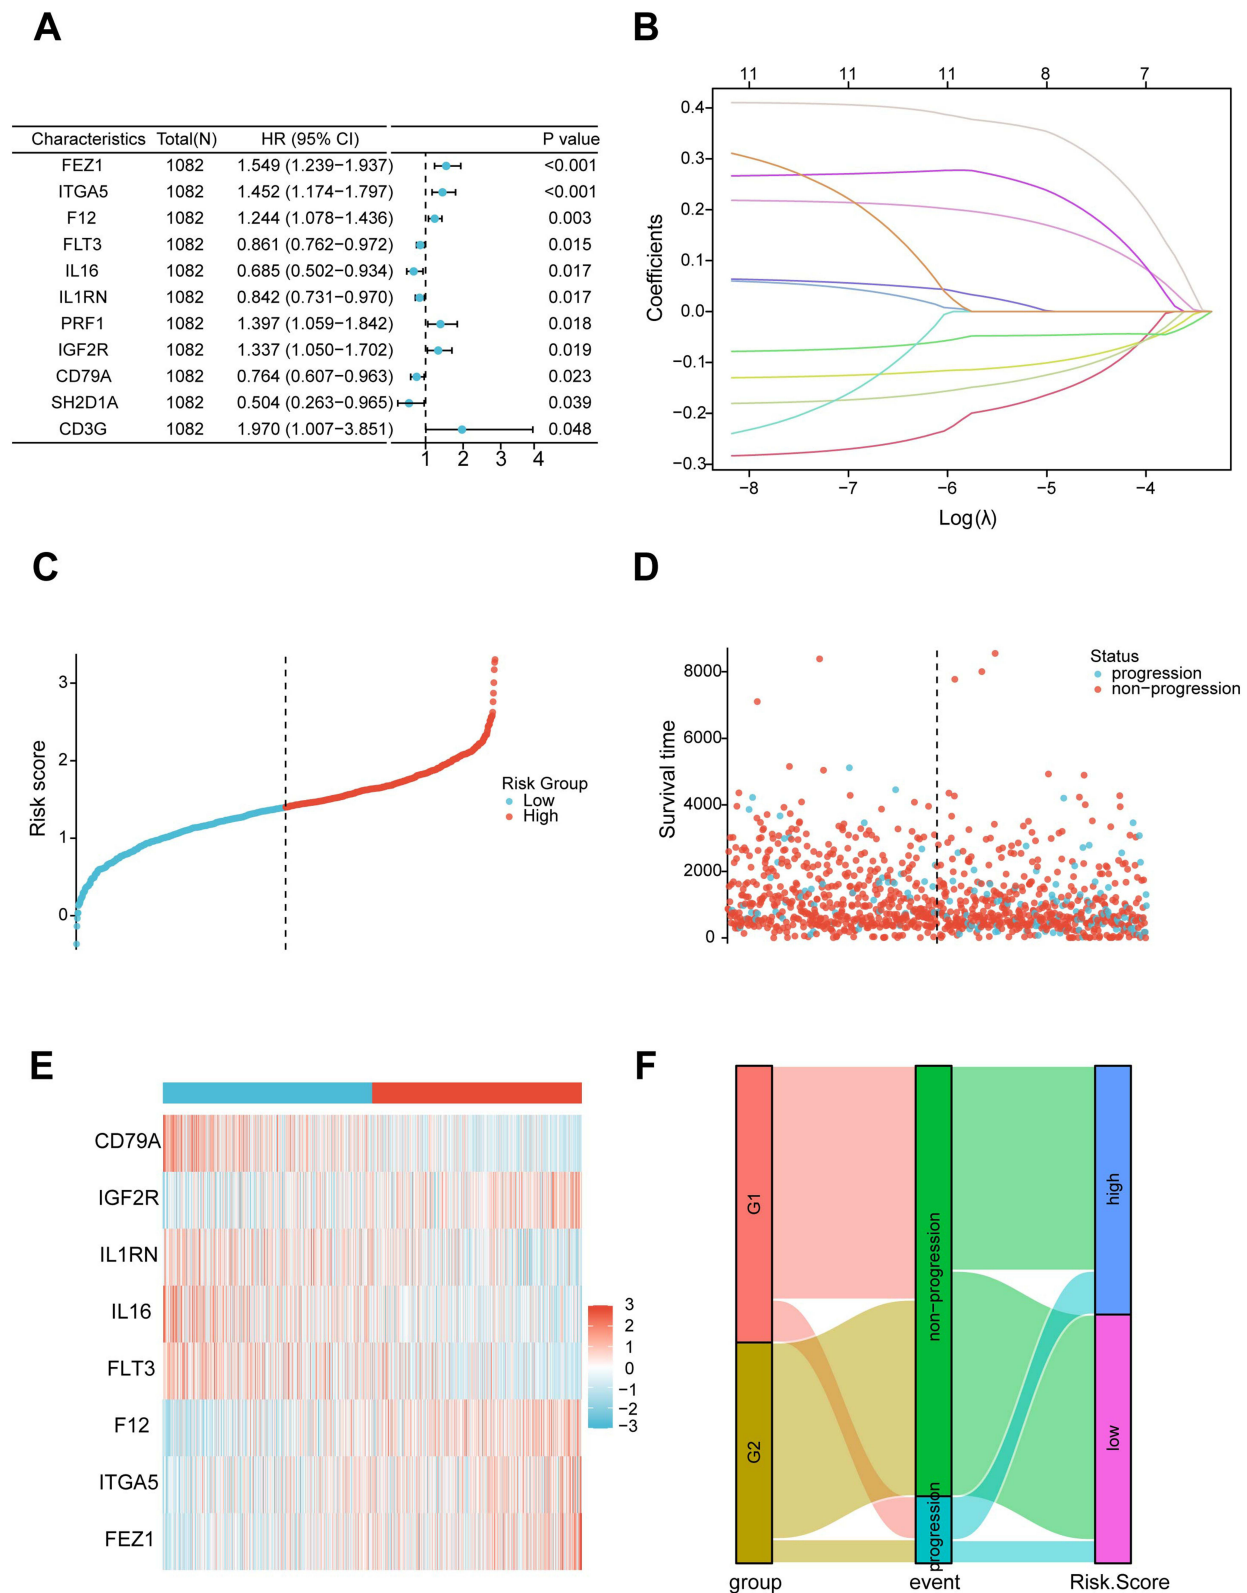 A
Characteristics Total(N) HR (95% CI) P value
FEZ1 1082 1.549 (1.239−1.937) <0.001
ITGA5 1082 1.452 (1.174−1.797) <0.001
F12 1082 1.244 (1.078−1.436) 0.003
FLT3 1082 0.861 (0.762−0.972) 0.015
IL16 1082 0.685 (0.502−0.934) 0.017
IL1RN 1082 0.842 (0.731−0.970) 0.017
PRF1 1082 1.397 (1.059−1.842) 0.018
IGF2R 1082 1.337 (1.050−1.702) 0.019
CD79A 1082 0.764 (0.607−0.963) 0.023
SH2D1A 1082 0.504 (0.263−0.965) 0.039
CD3G 1082 1.970 (1.007−3.851) 0.048
1 2 3 4
B
11 11 11 8 7
0.4
0.3
0.2
0.1
0.0
−0.1
−0.2
−0.3
Coefficients
−8 −7 −6 −5 −4
Log(λ)
C
3
2
1
0
Risk score
Risk Group
Low
High
D
8000
6000
4000
2000
0
Survival time
Status
progression
non−progression
E
CD79A
IGF2R
IL1RN
IL16
FLT3
F12
ITGA5
FEZ1
3
2
1
0
−1
−2
−3
F
G1
G2
non−progression
progression
high
low
group event Risk.Score